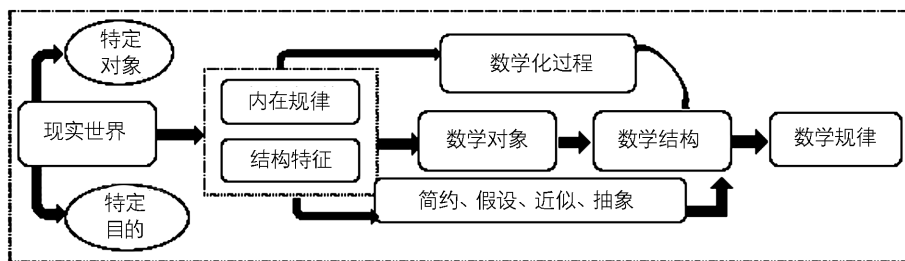 特定
对象
现实世界
特定
目的
内在规律
结构特征
数学化过程
数学对象
数学结构
数学规律
简约、假设、近似、抽象